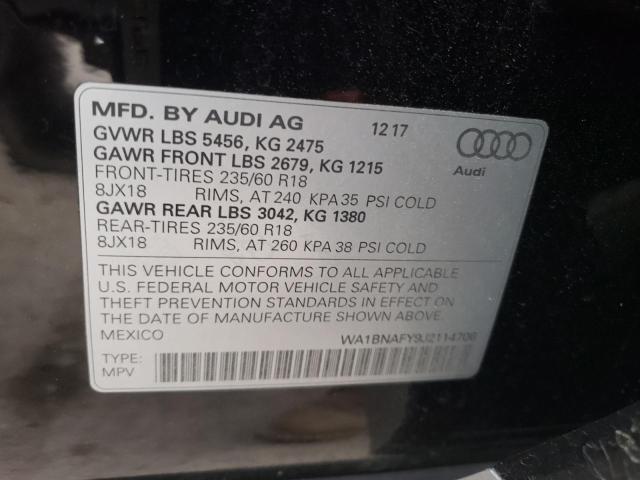 MFD. BY AUDI AG 12 17
GVWR LBS 5456, KG 2475
GAWR FRONT LBS 2679, KG 1215
FRONT-TIRES 235/60 R18
8JX18 RIMS, AT 240 KPA 35 PSI COLD
GAWR REAR LBS 3042, KG 1380
REAR-TIRES 235/60 R18
8JX18 RIMS, AT 260 KPA 38 PSI COLD
Audi
THIS VEHICLE CONFORMS TO ALL APPLICABLE
U.S. FEDERAL MOTOR VEHICLE SAFETY AND
THEFT PREVENTION STANDARDS IN EFFECT ON
THE DATE OF MANUFACTURE SHOWN ABOVE.
MEXICO WA1BNAFY9J2114706
TYPE:
MPV